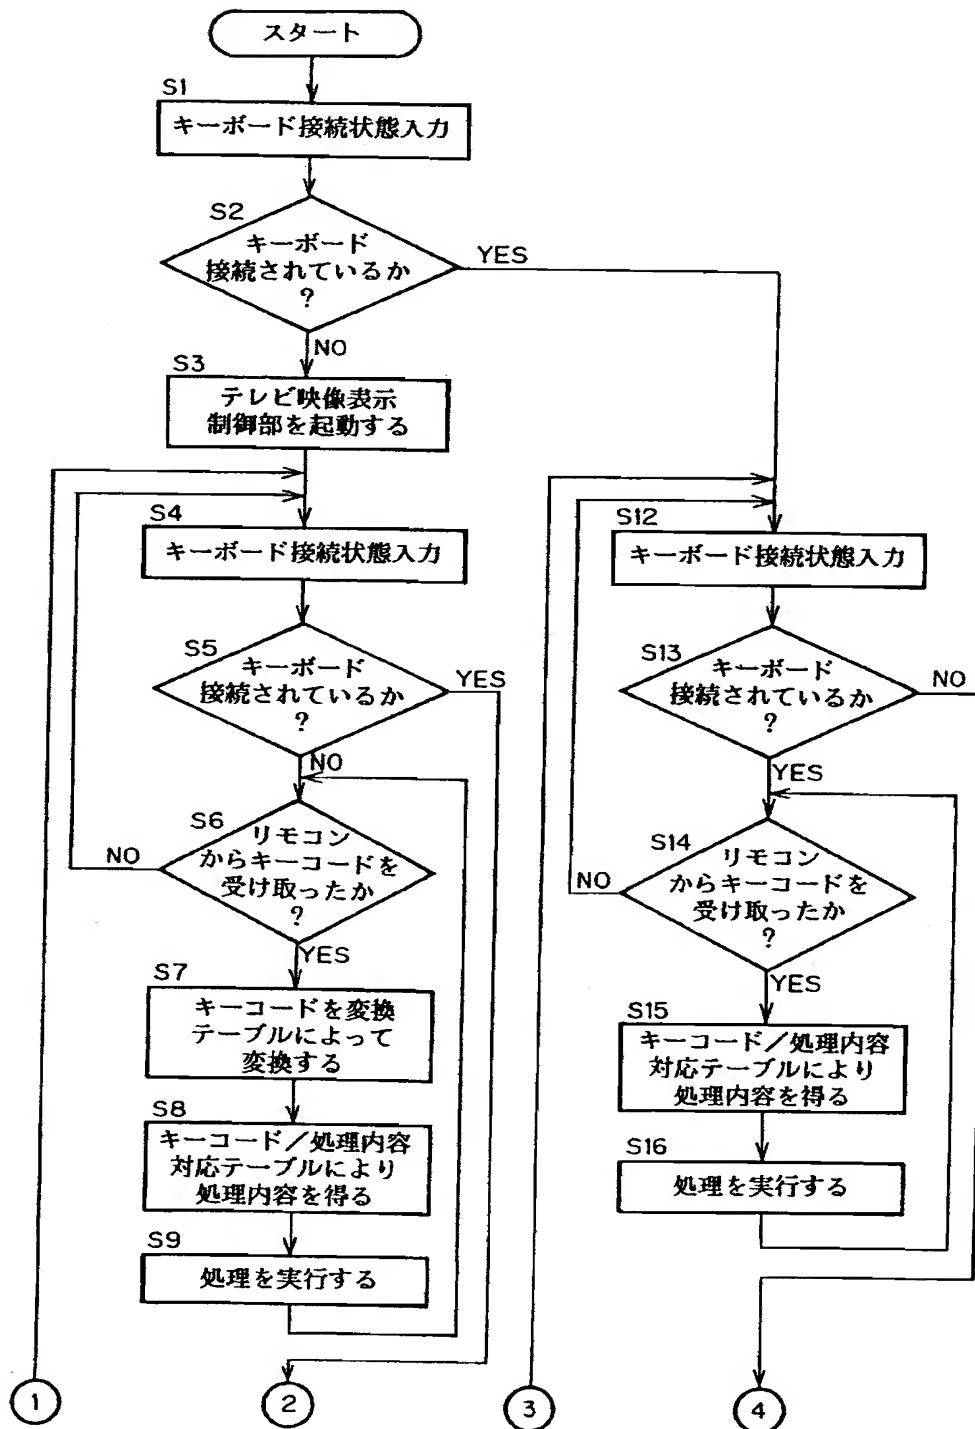 スタート
S1
キーボード接続状態入力
S2
キーボード
接続されているか
?
YES
NO
S3
テレビ映像表示
制御部を起動する
S4
キーボード接続状態入力
S5
キーボード
接続されているか
?
YES
NO
S6
リモコン
からキーコードを
受け取ったか
?
NO
YES
S7
キーコードを変換
テーブルによって
変換する
S8
キーコード/処理内容
対応テーブルにより
処理内容を得る
S9
処理を実行する
S12
キーボード接続状態入力
S13
キーボード
接続されているか
?
NO
YES
S14
リモコン
からキーコードを
受け取ったか
?
NO
YES
S15
キーコード/処理内容
対応テーブルにより
処理内容を得る
S16
処理を実行する
1
2
3
4